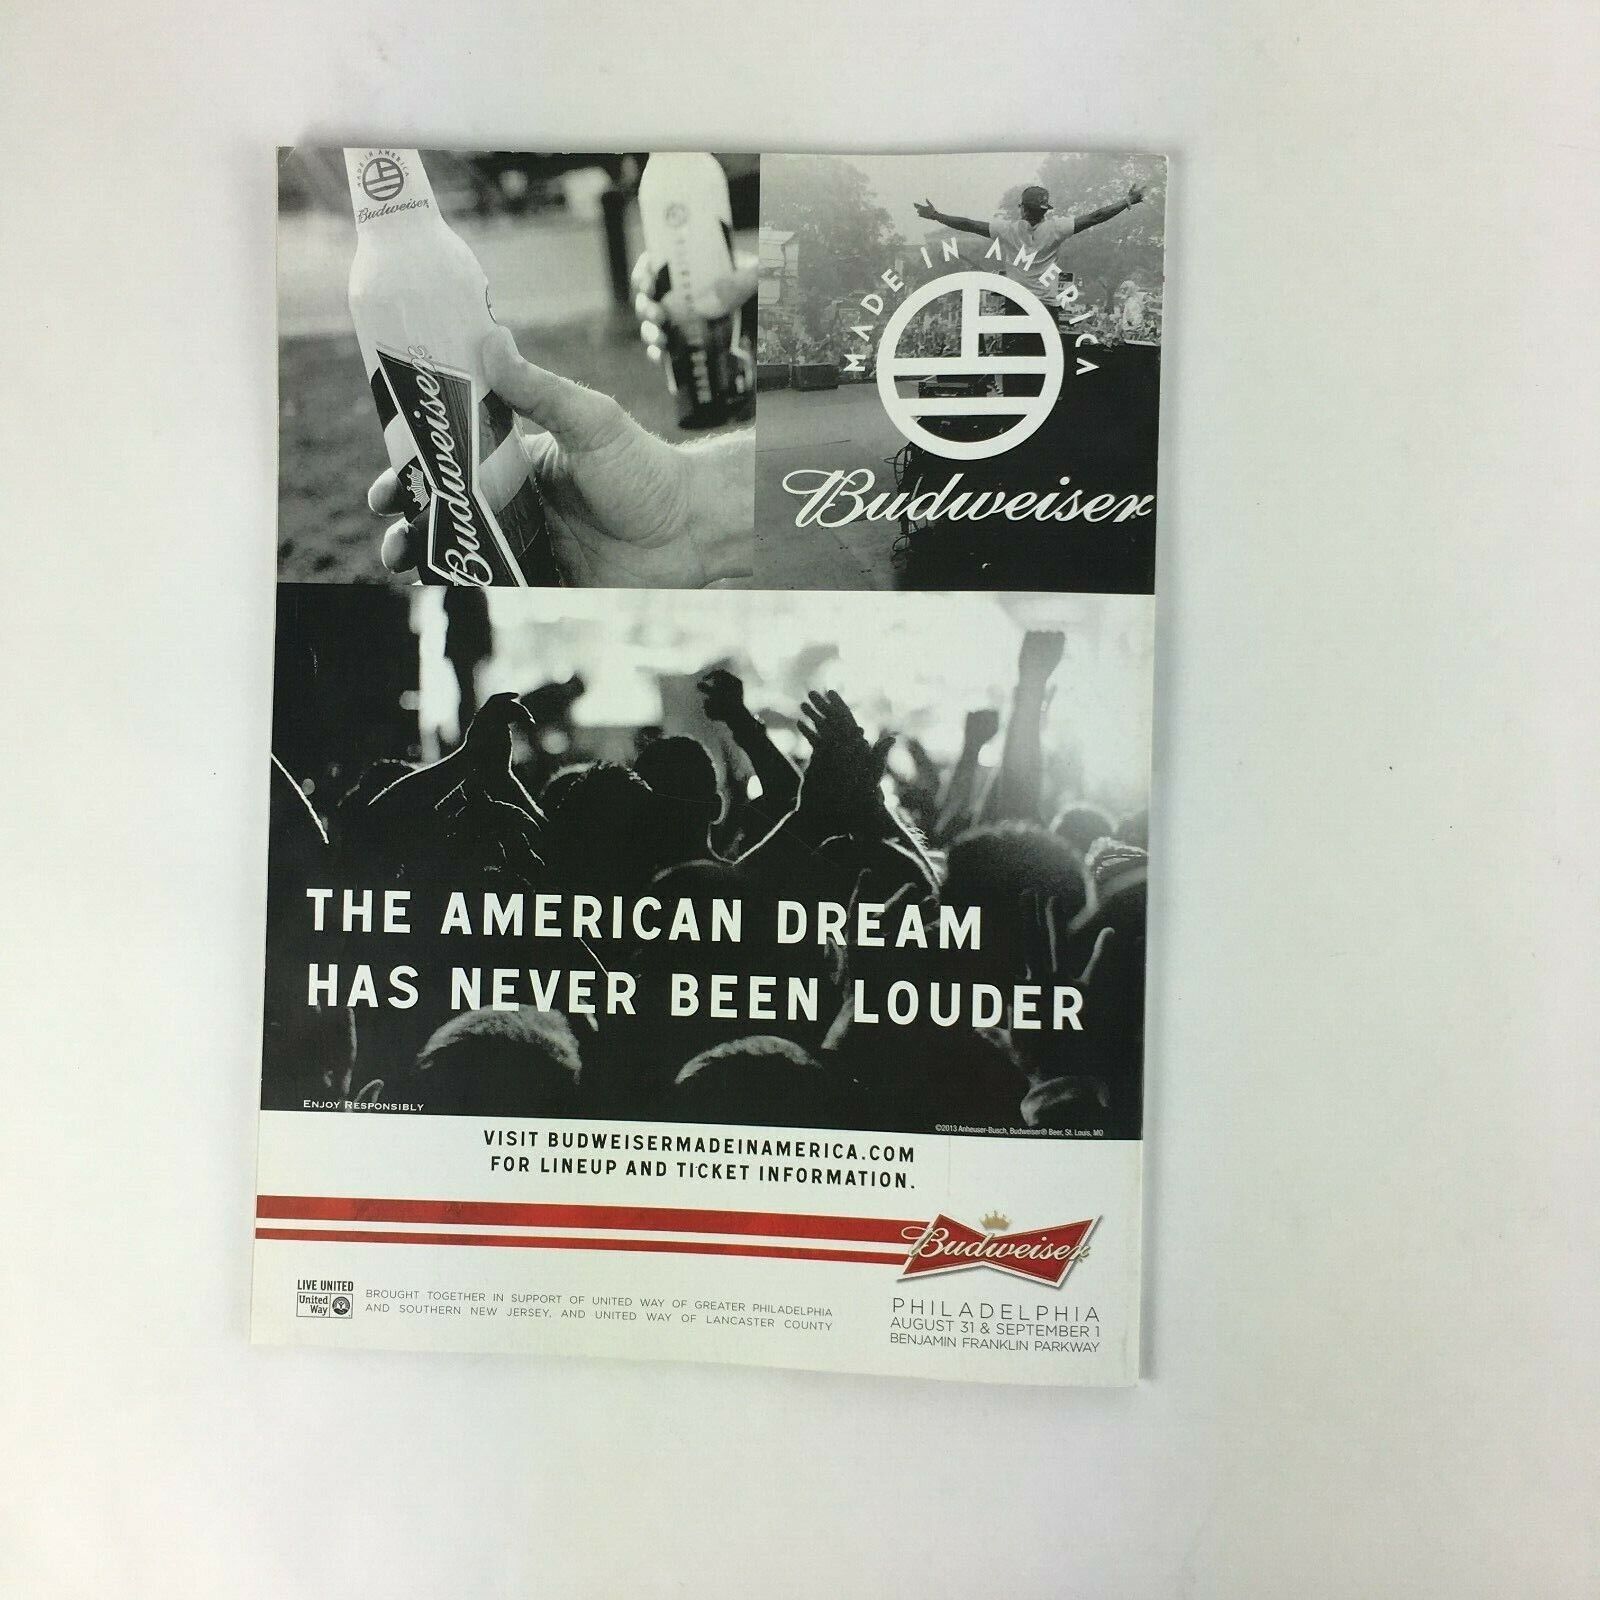 MADE IN AMERICA
Budweiser
Budweiser
MADE IN AMERICA
Budweiser
THE AMERICAN DREAM
HAS NEVER BEEN LOUDER
ENJOY RESPONSIBLY
©2013 Anheuser-Busch, Budweiser® Beer, St. Louis, MO
VISIT BUDWEISERMADEINAMERICA.COM
FOR LINEUP AND TICKET INFORMATION.
Budweiser
LIVE UNITED
United
Way
BROUGHT TOGETHER IN SUPPORT OF UNITED WAY OF GREATER PHILADELPHIA
AND SOUTHERN NEW JERSEY, AND UNITED WAY OF LANCASTER COUNTY
PHILADELPHIA
AUGUST 31 & SEPTEMBER 1
BENJAMIN FRANKLIN PARKWAY